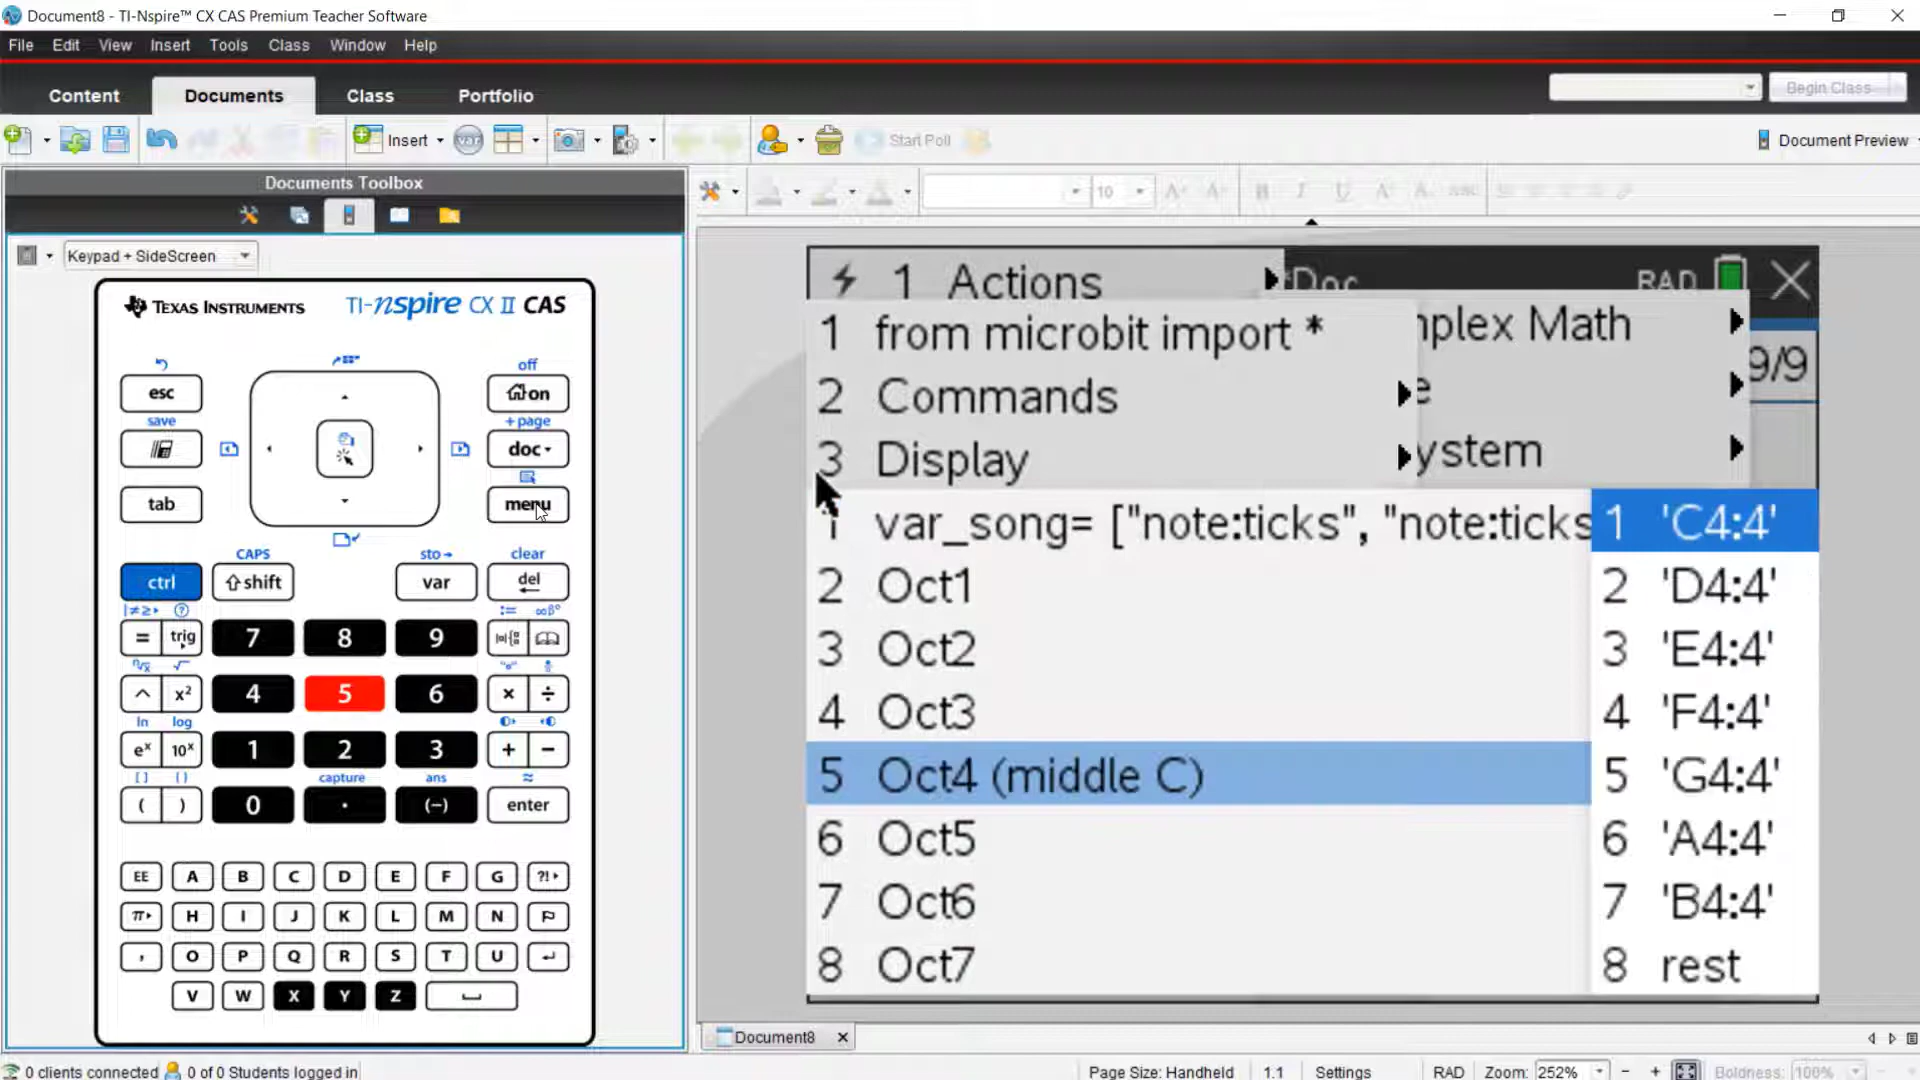 Document8 - TI-Nspire™ CX CAS Premium Teacher Software
File Edit View Insert Tools Class Window Help
Content Documents Class Portfolio
Begin Class
Insert Start Poll Document Preview
Documents Toolbox
10
Keypad + SideScreen
TEXAS INSTRUMENTS TI-nspire CX II CAS
off
esc on
save + page
doc
tab menu
CAPS sto→ clear
ctrl shift var del
= trig 7 8 9
^ x² 4 5 6 × ÷
ln log
eˣ 10ˣ 1 2 3 + −
[ ] { } capture ans ≈
( ) 0 . (−) enter
EE A B C D E F G ?!
π H I J K L M N
, O P Q R S T U
V W X Y Z
1 Actions *Doc RAD
1 from microbit import * nplex Math
2 Commands e 9/9
3 Display ystem
1 var_song= ["note:ticks", "note:ticks 1 'C4:4'
2 Oct1 2 'D4:4'
3 Oct2 3 'E4:4'
4 Oct3 4 'F4:4'
5 Oct4 (middle C) 5 'G4:4'
6 Oct5 6 'A4:4'
7 Oct6 7 'B4:4'
8 Oct7 8 rest
Document8
0 clients connected 0 of 0 Students logged in Page Size: Handheld 1.1 Settings RAD Zoom: 252% − + Boldness: 100%